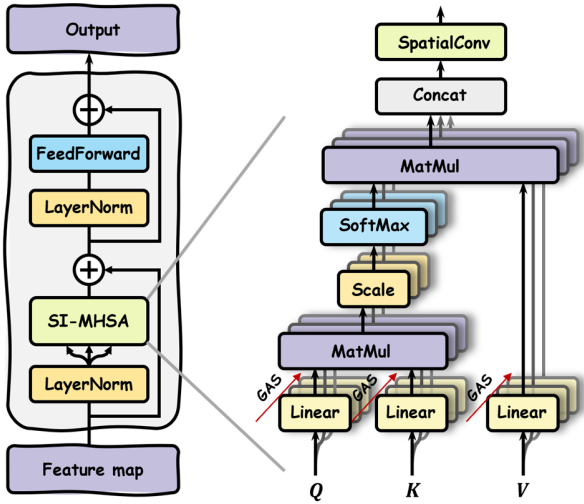 Output
+
FeedForward
LayerNorm
+
SI-MHSA
LayerNorm
Feature map
SpatialConv
Concat
MatMul
SoftMax
Scale
MatMul
GAS GAS GAS
Linear Linear Linear
Q K V